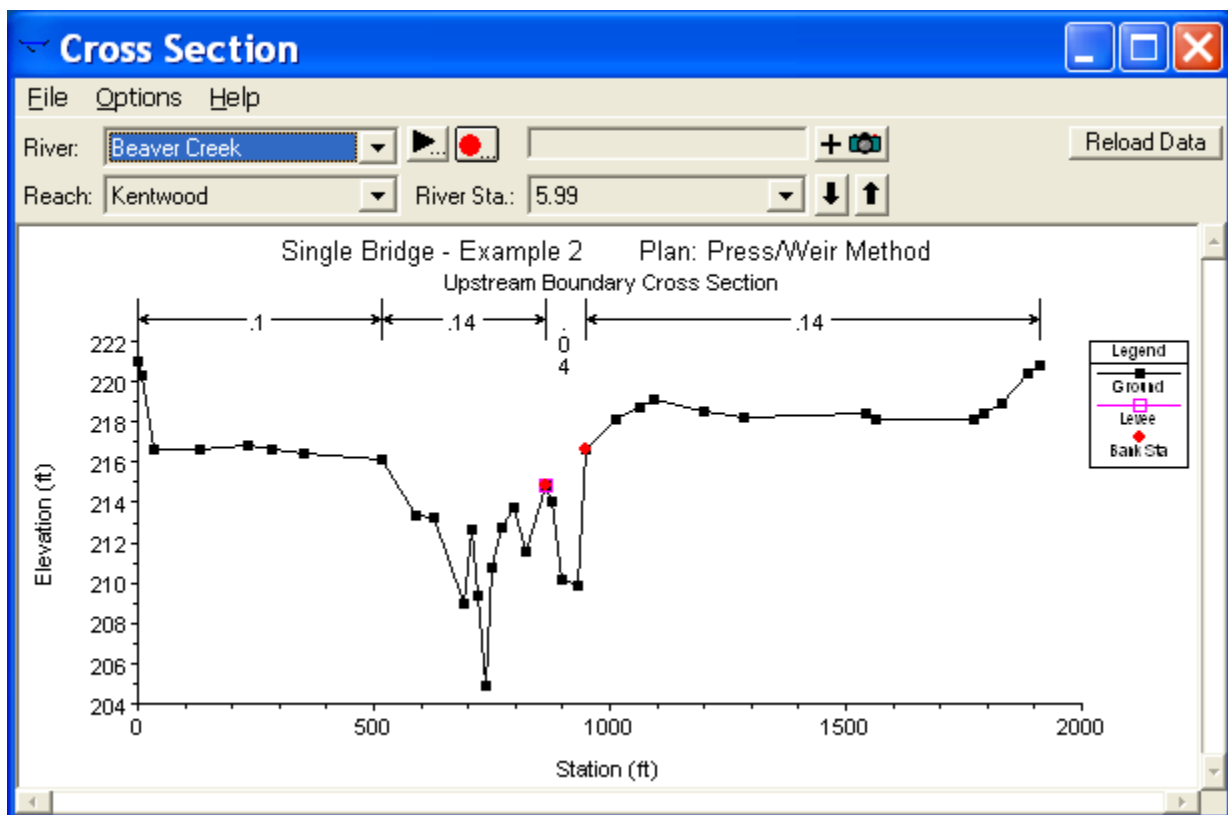 Cross Section
File Options Help
River: Beaver Creek ... ... + Reload Data
Reach: Kentwood River Sta.: 5.99
Single Bridge - Example 2 Plan: Press/Weir Method
Upstream Boundary Cross Section
.1 .14 .04 .14
Legend
Ground
Levee
Bank Sta
Elevation (ft)
222
220
218
216
214
212
210
208
206
204
0 500 1000 1500 2000
Station (ft)